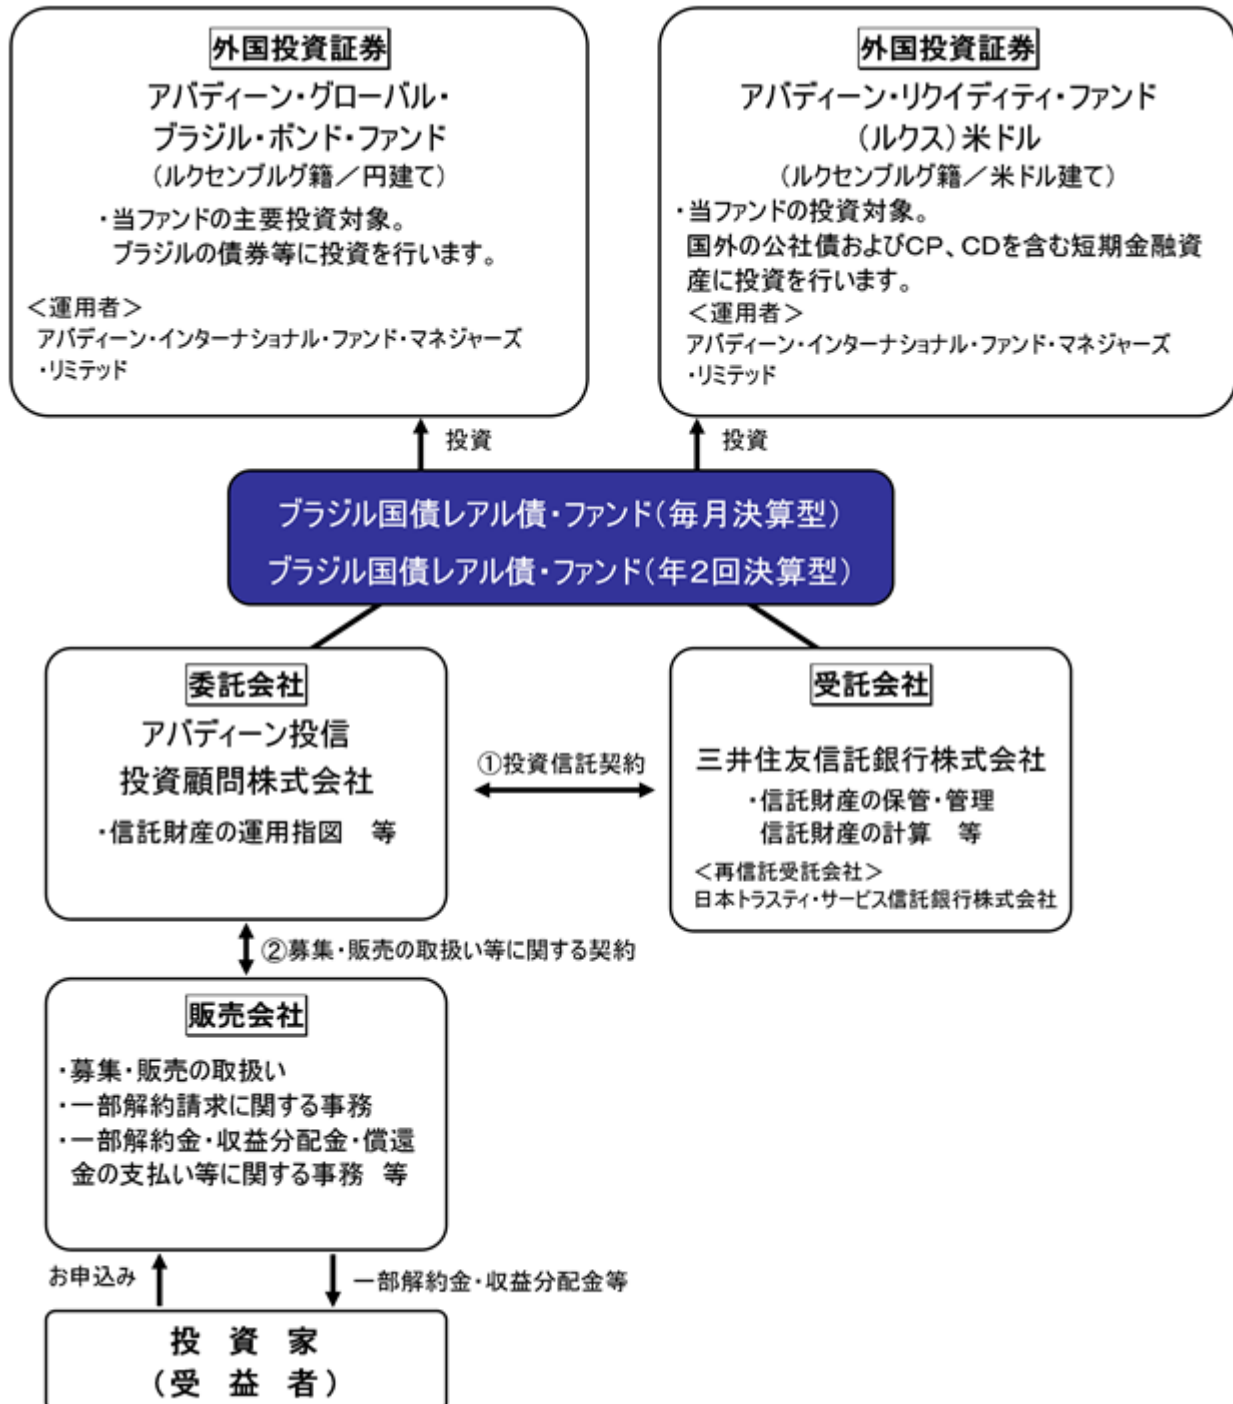 外国投資証券
アバディーン・グローバル・
ブラジル・ボンド・ファンド
（ルクセンブルグ籍／円建て）
・当ファンドの主要投資対象。
ブラジルの債券等に投資を行います。
＜運用者＞
アバディーン・インターナショナル・ファンド・マネジャーズ
・リミテッド
外国投資証券
アバディーン・リクイディティ・ファンド
（ルクス）米ドル
（ルクセンブルグ籍／米ドル建て）
・当ファンドの投資対象。
国外の公社債およびCP、CDを含む短期金融資
産に投資を行います。
＜運用者＞
アバディーン・インターナショナル・ファンド・マネジャーズ
・リミテッド
投資
投資
ブラジル国債レアル債・ファンド（毎月決算型）
ブラジル国債レアル債・ファンド（年２回決算型）
委託会社
アバディーン投信
投資顧問株式会社
・信託財産の運用指図　等
①投資信託契約
受託会社
三井住友信託銀行株式会社
・信託財産の保管・管理
信託財産の計算　等
＜再信託受託会社＞
日本トラスティ・サービス信託銀行株式会社
②募集・販売の取扱い等に関する契約
販売会社
・募集・販売の取扱い
・一部解約請求に関する事務
・一部解約金・収益分配金・償還
金の支払い等に関する事務　等
お申込み
一部解約金・収益分配金等
投　資　家
（受　益　者）